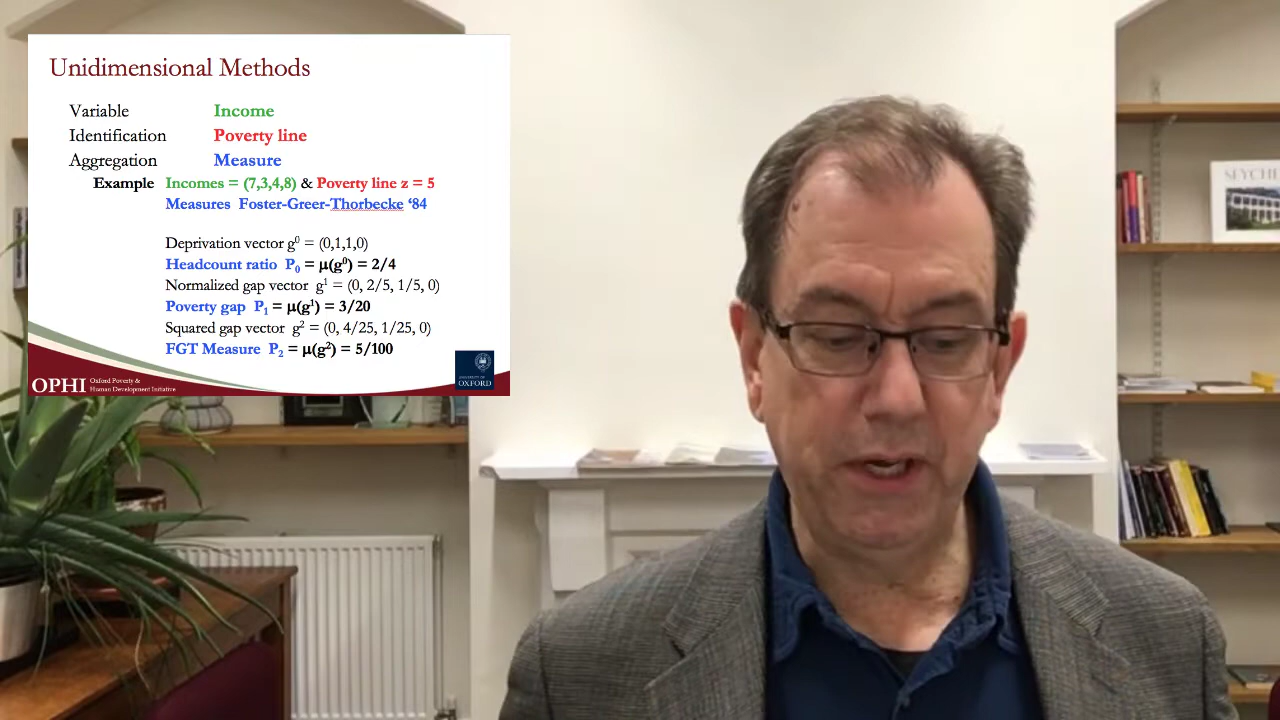 Unidimensional Methods
Variable Income
Identification Poverty line
Aggregation Measure
Example Incomes = (7,3,4,8) & Poverty line z = 5
Measures Foster-Greer-Thorbecke ‘84
Deprivation vector g⁰ = (0,1,1,0)
Headcount ratio P₀ = μ(g⁰) = 2/4
Normalized gap vector g¹ = (0, 2/5, 1/5, 0)
Poverty gap P₁ = μ(g¹) = 3/20
Squared gap vector g² = (0, 4/25, 1/25, 0)
FGT Measure P₂ = μ(g²) = 5/100
OPHI Oxford Poverty &
Human Development Initiative
UNIVERSITY OF
OXFORD